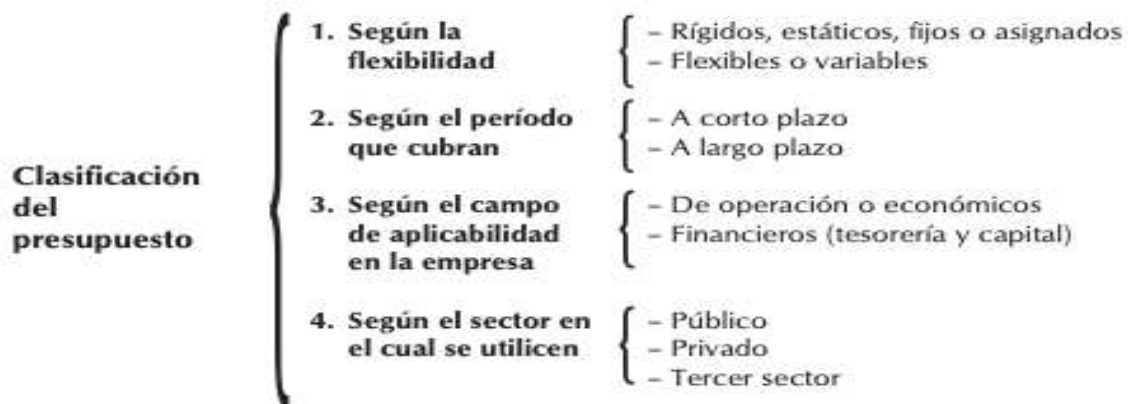 Clasificación
del
presupuesto
1. Según la
flexibilidad
– Rígidos, estáticos, fijos o asignados
– Flexibles o variables
2. Según el período
que cubran
– A corto plazo
– A largo plazo
3. Según el campo
de aplicabilidad
en la empresa
– De operación o económicos
– Financieros (tesorería y capital)
4. Según el sector en
el cual se utilicen
– Público
– Privado
– Tercer sector